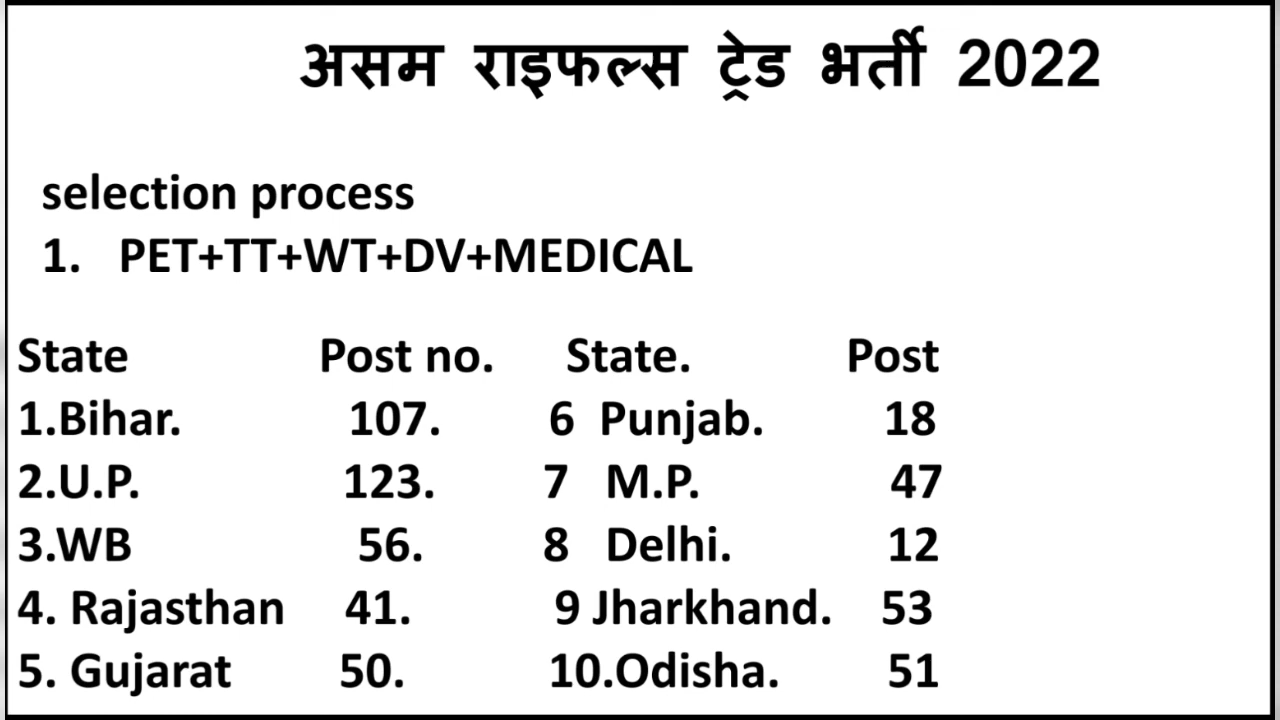 असम राइफल्स ट्रेड भर्ती 2022
selection process
1. PET+TT+WT+DV+MEDICAL
State Post no. State. Post
1.Bihar. 107. 6 Punjab. 18
2.U.P. 123. 7 M.P. 47
3.WB 56. 8 Delhi. 12
4. Rajasthan 41. 9 Jharkhand. 53
5. Gujarat 50. 10.Odisha. 51